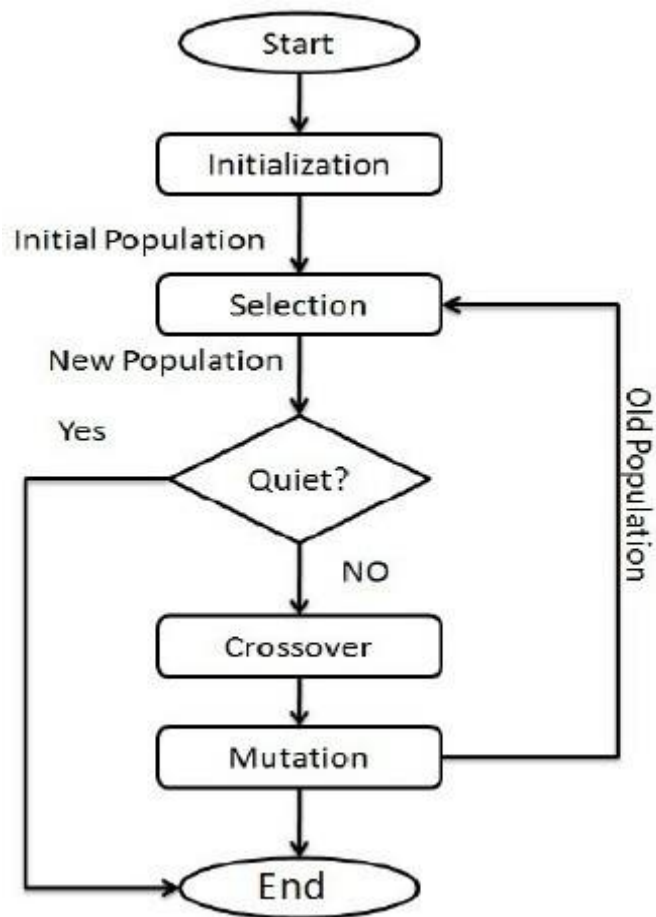 Start
Initialization
Initial Population
Selection
New Population
Yes
Quiet?
Old Population
NO
Crossover
Mutation
End